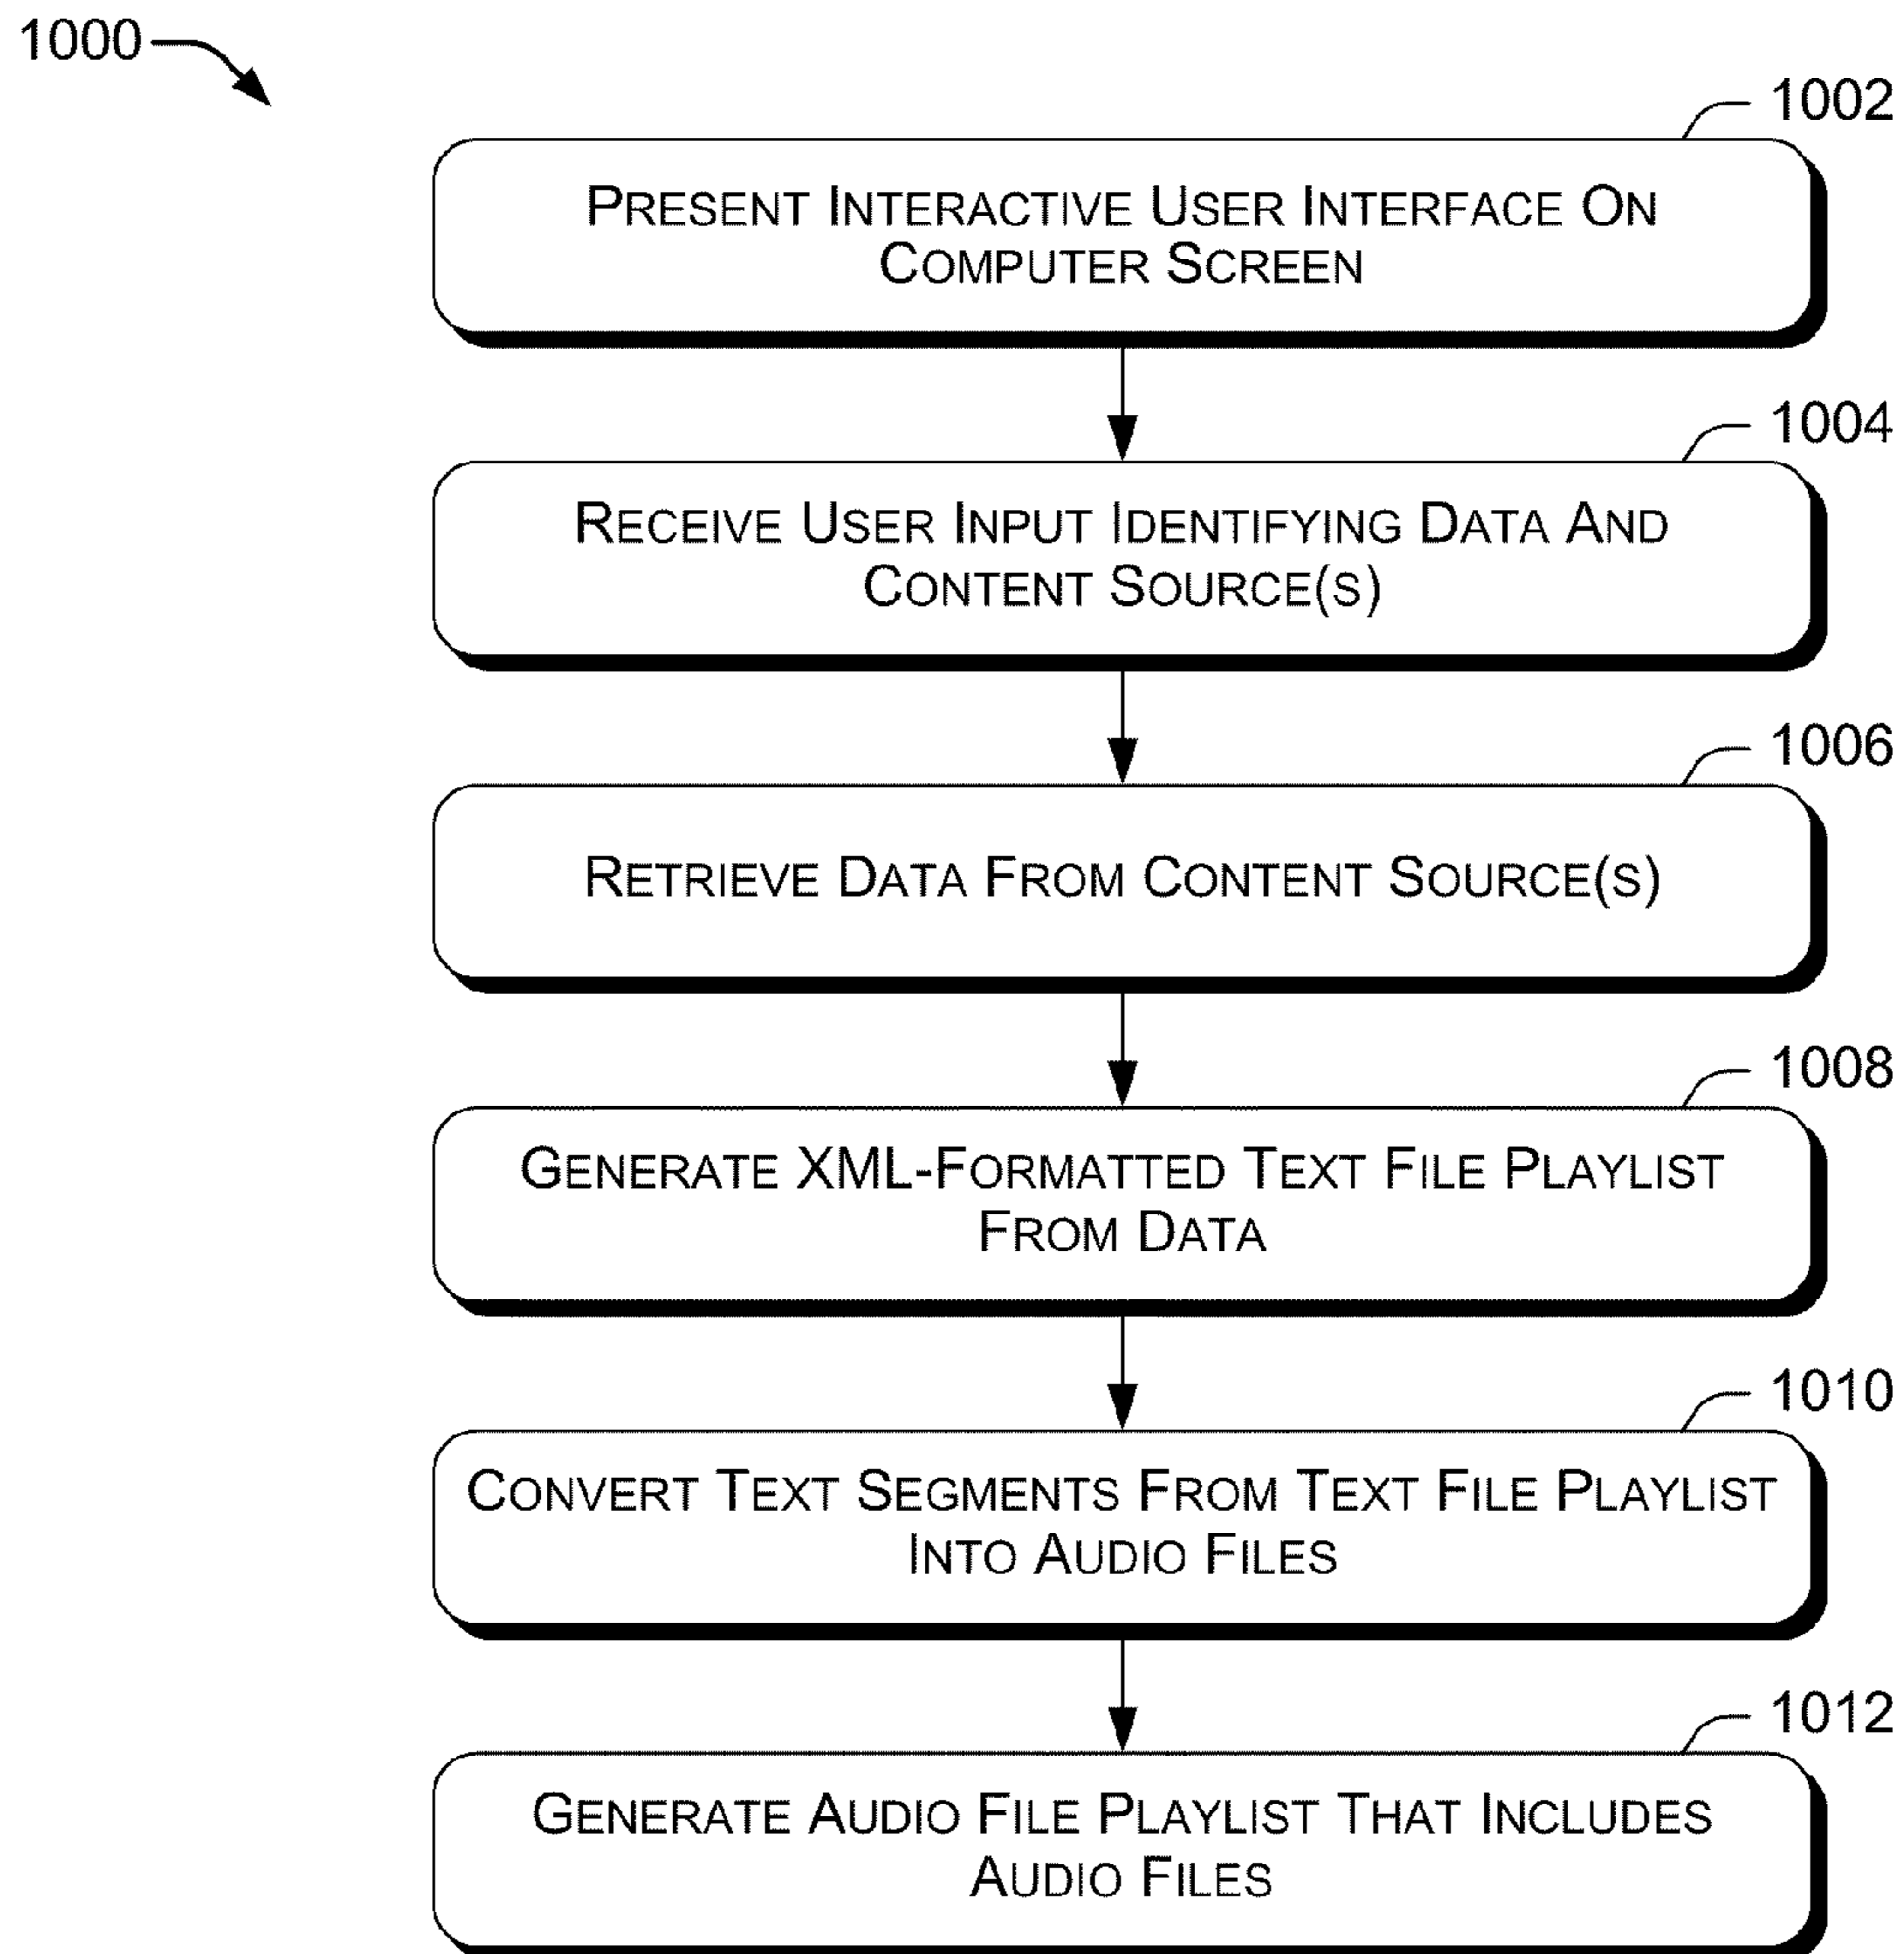 1000
1002
PRESENT INTERACTIVE USER INTERFACE ON
COMPUTER SCREEN
1004
RECEIVE USER INPUT IDENTIFYING DATA AND
CONTENT SOURCE(S)
1006
RETRIEVE DATA FROM CONTENT SOURCE(S)
1008
GENERATE XML-FORMATTED TEXT FILE PLAYLIST
FROM DATA
1010
CONVERT TEXT SEGMENTS FROM TEXT FILE PLAYLIST
INTO AUDIO FILES
1012
GENERATE AUDIO FILE PLAYLIST THAT INCLUDES
AUDIO FILES